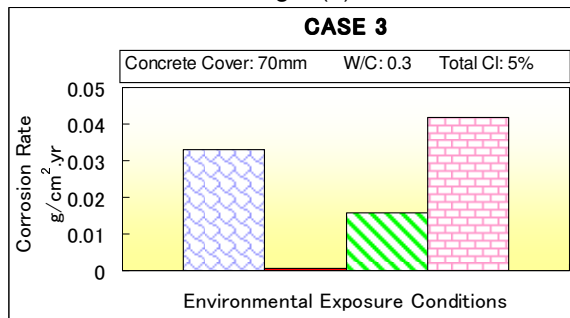 CASE 3
Concrete Cover: 70mm W/C: 0.3 Total Cl: 5%
0.05
0.04
0.03
0.02
0.01
0
Corrosion Rate
g/cm².yr
Environmental Exposure Conditions